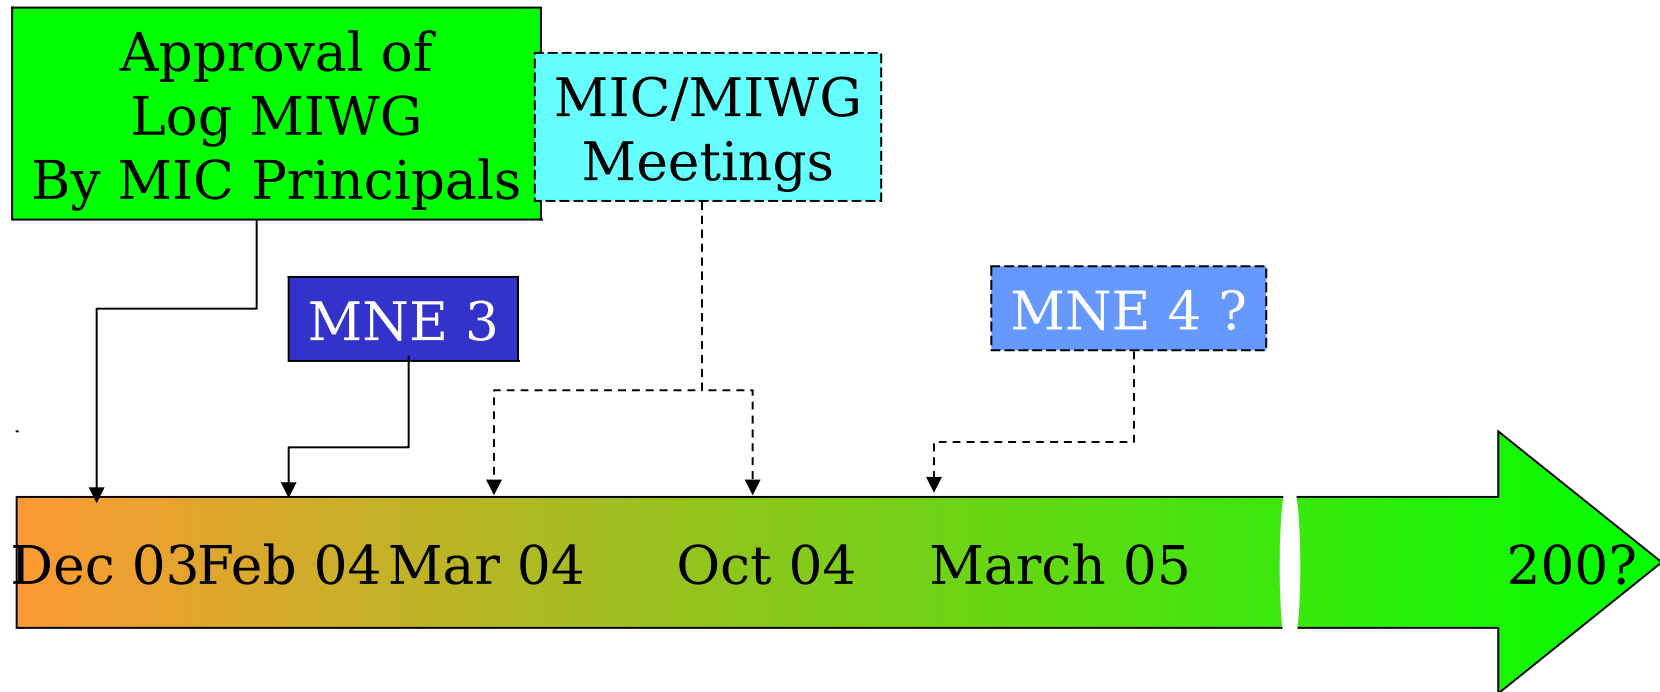 Approval of
Log MIWG
By MIC Principals
MIC/MIWG
Meetings
MNE 3
MNE 4 ?
Dec 03
Feb 04
Mar 04
Oct 04
March 05
200?